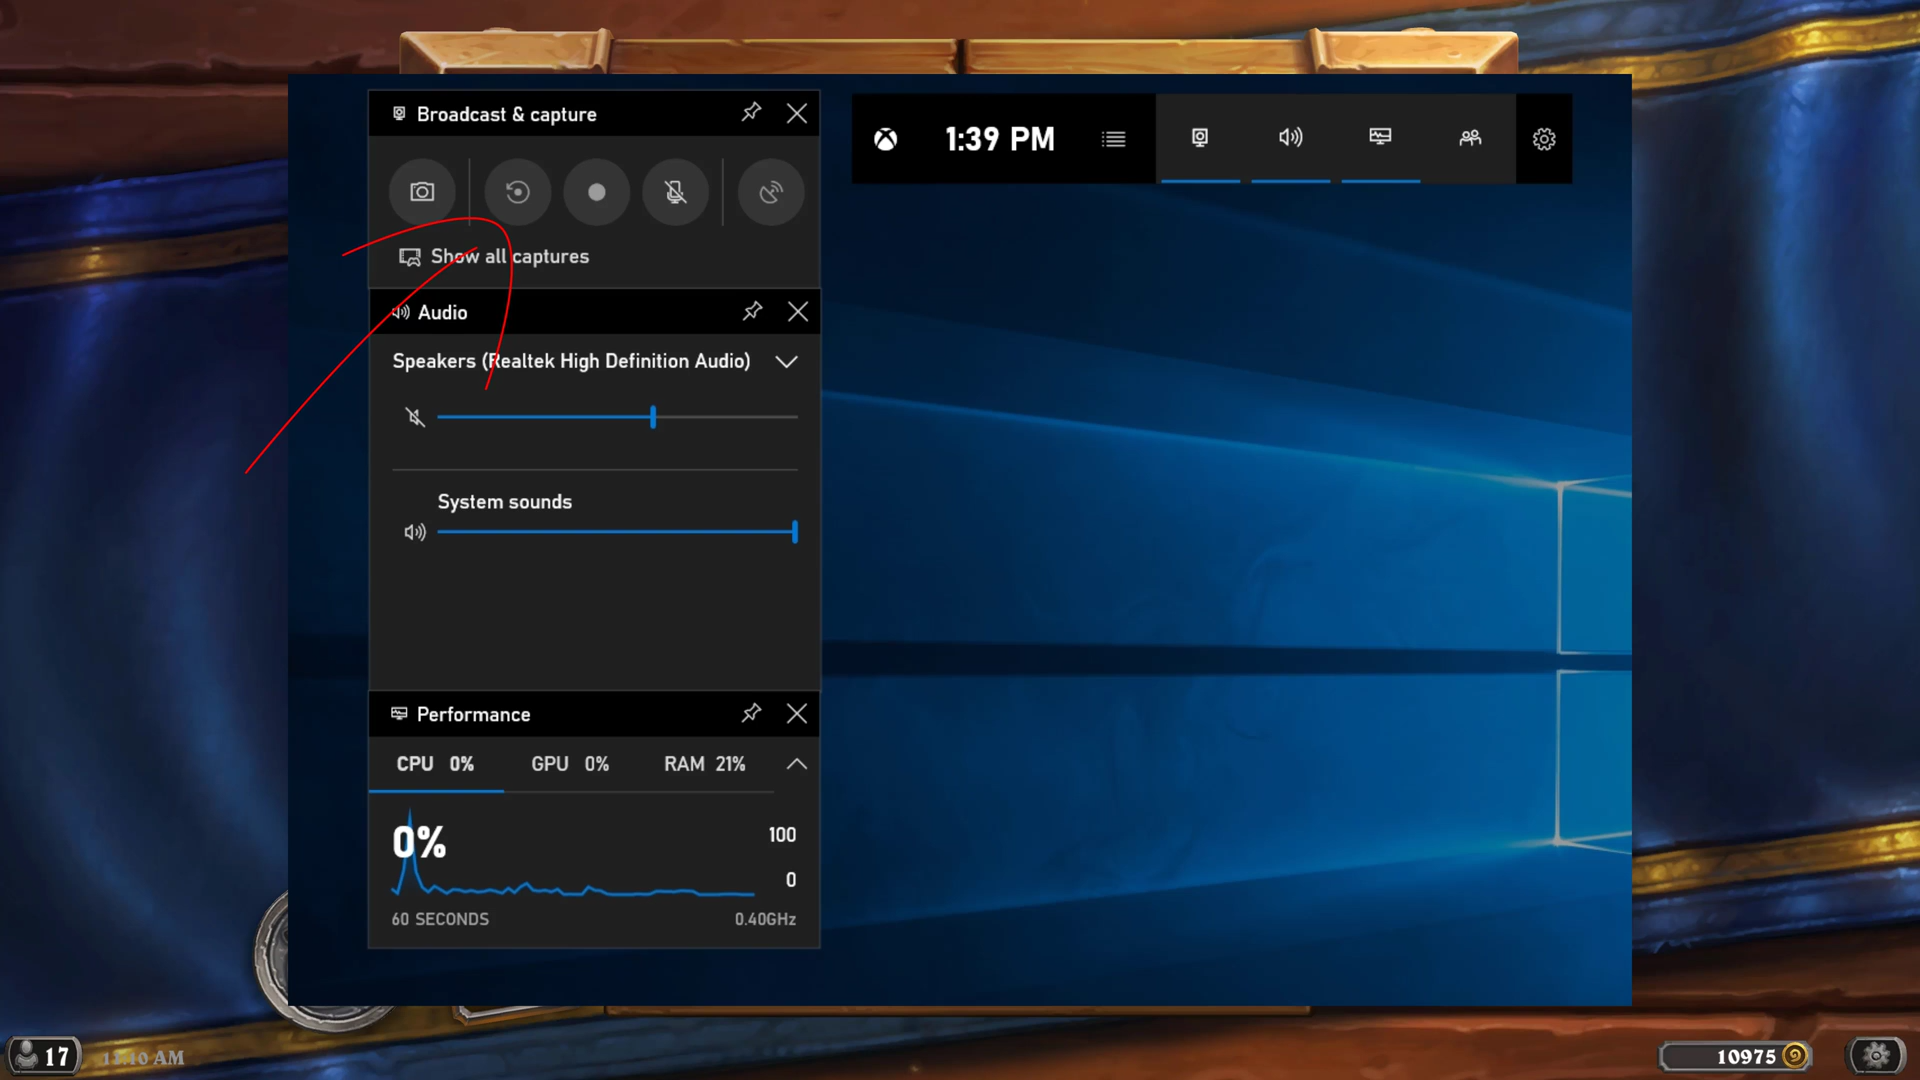 Broadcast & capture
1:39 PM
Show all captures
Audio
Speakers (Realtek High Definition Audio)
System sounds
Performance
CPU 0% GPU 0% RAM 21%
0%
100
0
60 SECONDS 0.40GHz
17
10975